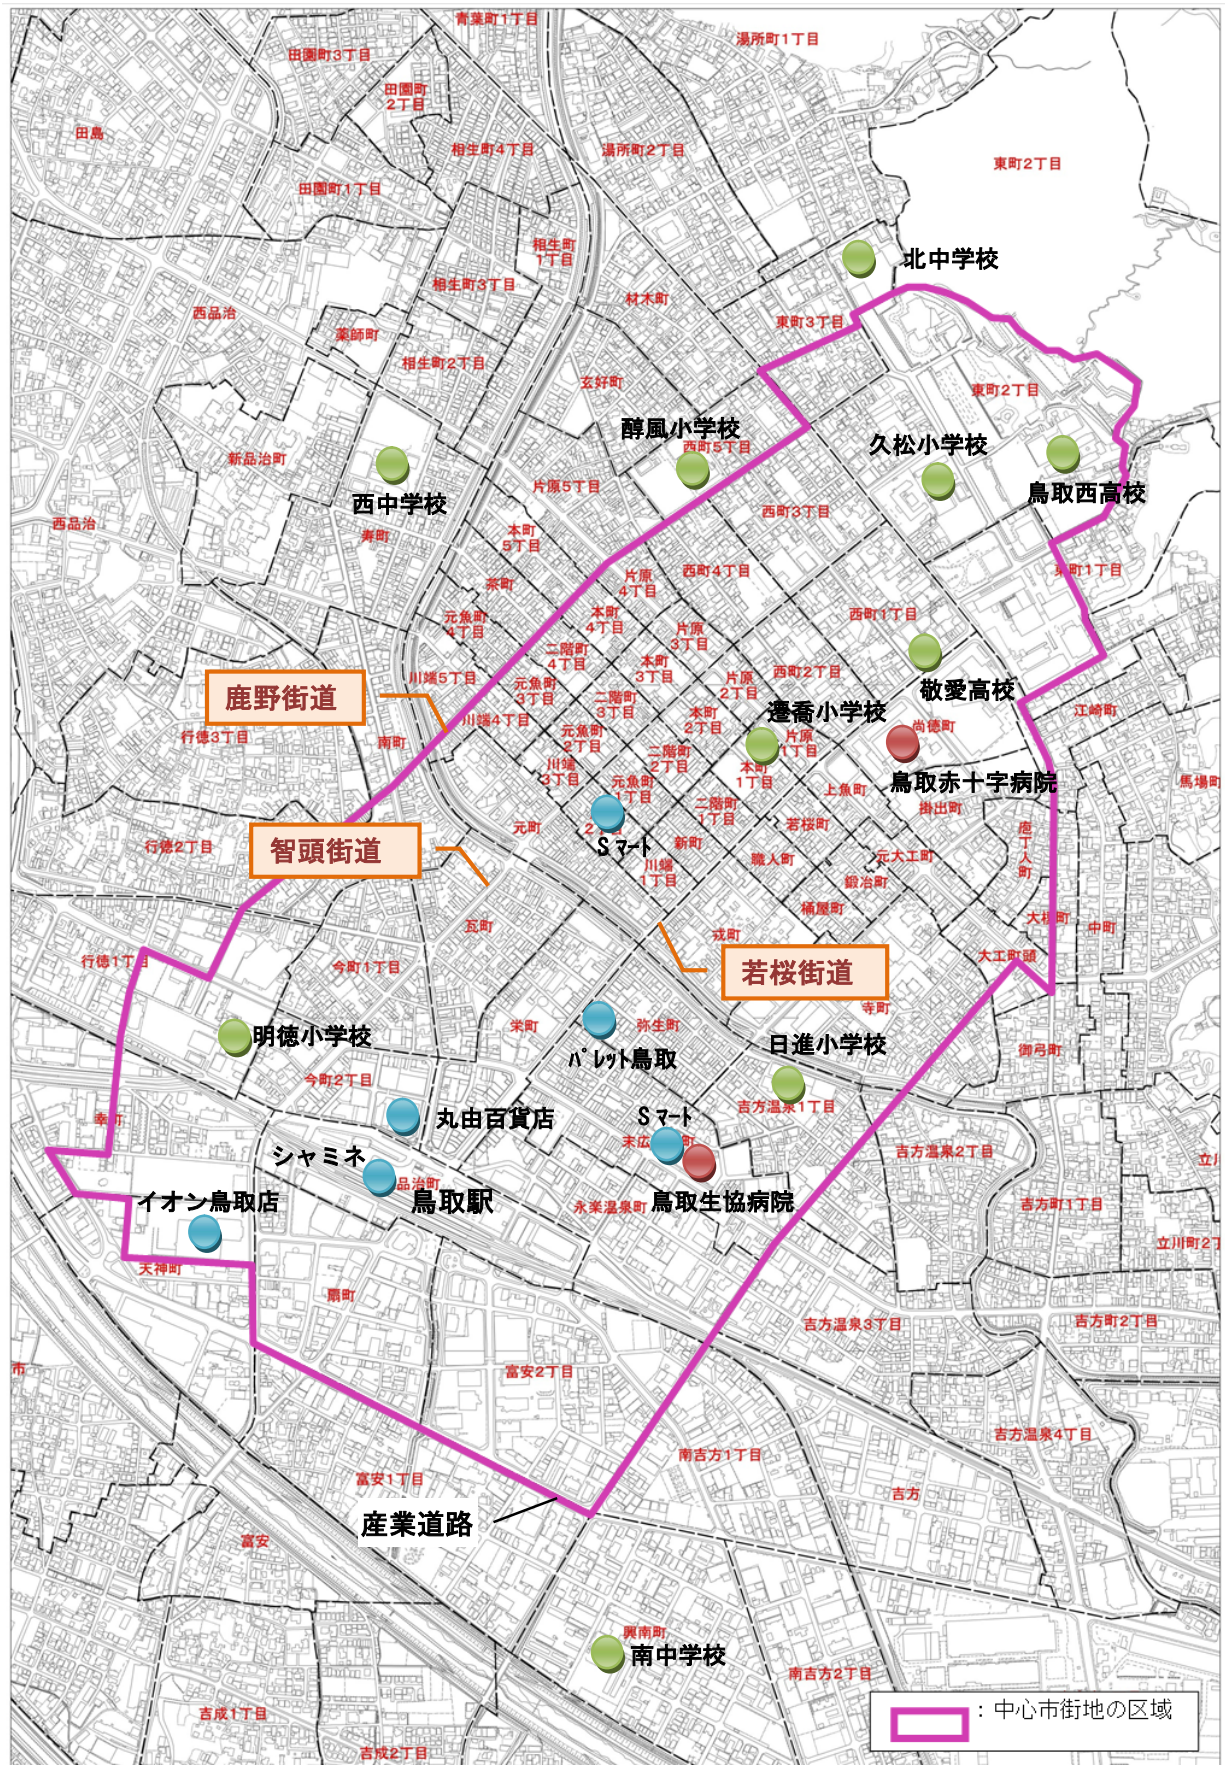 青葉町1丁目
湯所町1丁目
田園町3丁目
田園町
2丁目
田島
相生町4丁目
湯所町2丁目
東町2丁目
田園町1丁目
相生町
1丁目
北中学校
相生町3丁目
材木町
西品治
東町3丁目
薬師町
相生町2丁目
玄好町
東町2丁目
醇風小学校
西町5丁目
久松小学校
新品治町
片原5丁目
鳥取西高校
西中学校
西町3丁目
西品治
寿町
本町
5丁目
西町4丁目
東町1丁目
茶町
片原
4丁目
元魚町
4丁目
本町
4丁目
西町1丁目
片原
3丁目
二階町
4丁目
本町
3丁目
西町2丁目
川端5丁目
元魚町
3丁目
片原
2丁目
敬愛高校
鹿野街道
二階町
3丁目
遷喬小学校
江崎町
川端4丁目
本町
2丁目
尚徳町
行徳3丁目
南町
元魚町
2丁目
片原
1丁目
二階町
2丁目
川端
3丁目
本町
1丁目
鳥取赤十字病院
馬場町
元魚町
1丁目
上魚町
掛出町
二階町
1丁目
元町
2丁目
若桜町
庖丁人町
行徳2丁目
智頭街道
Sマート
新町
職人町
元大工町
川端
1丁目
鍛冶町
桶屋町
大榎町
瓦町
戎町
中町
行徳1丁目
今町1丁目
若桜街道
大工町頭
寺町
栄町
弥生町
明徳小学校
日進小学校
御弓町
パレット鳥取
今町2丁目
吉方温泉1丁目
幸町
丸由百貨店
Sマート
末広
町
吉方温泉2丁目
シャミネ
品治町
鳥取駅
イオン鳥取店
永楽温泉町
鳥取生協病院
吉方町1丁目
立川町2丁
天神町
扇町
吉方温泉3丁目
吉方町2丁目
市
富安2丁目
吉方温泉4丁目
南吉方1丁目
富安1丁目
吉方
産業道路
富安
興南町
南中学校
南吉方2丁目
吉成1丁目
：中心市街地の区域
吉成2丁目